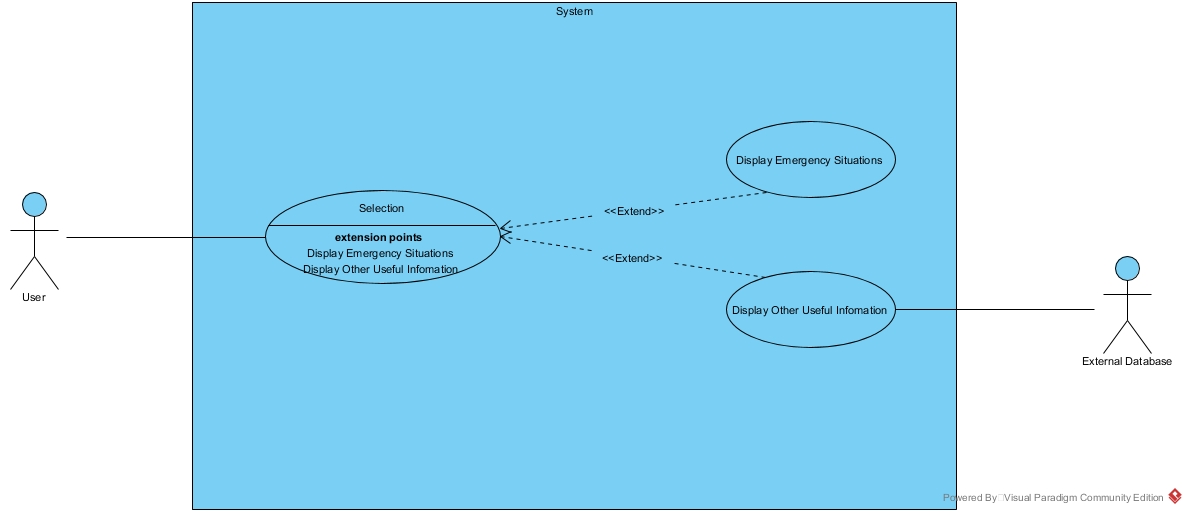 System
Display Emergency Situations
Selection
<<Extend>>
extension points
Display Emergency Situations
Display Other Useful Infomation
<<Extend>>
User
Display Other Useful Infomation
External Database
Powered By Visual Paradigm Community Edition